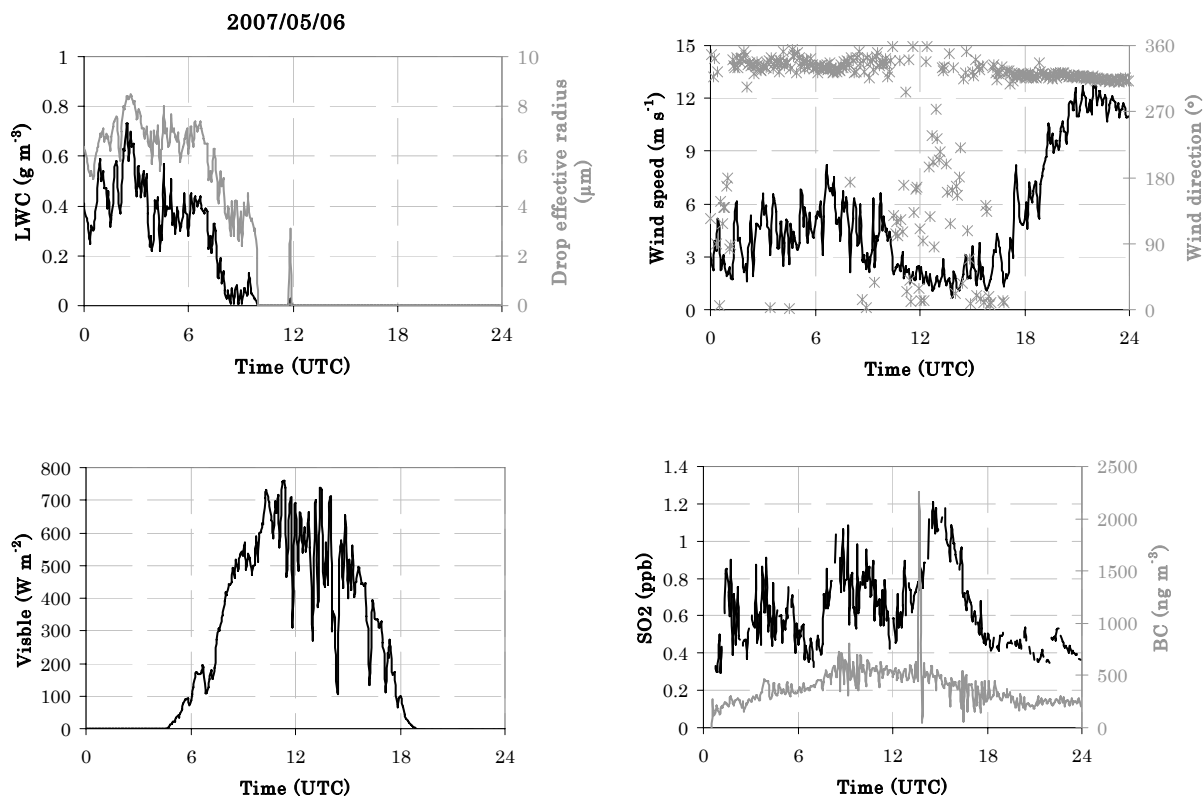 2007/05/06
1
0.8
0.6
0.4
0.2
0
10
8
6
4
2
0
0 6 12 18 24
LWC (g m-3)
Drop effective radius
(µm)
Time (UTC)
15
12
9
6
3
0
360
270
180
90
0
0 6 12 18 24
Wind speed (m s-1)
Wind direction (°)
Time (UTC)
800
700
600
500
400
300
200
100
0
0 6 12 18 24
Visble (W m-2)
Time (UTC)
1.4
1.2
1
0.8
0.6
0.4
0.2
0
2500
2000
1500
1000
500
0
0 6 12 18 24
SO2 (ppb)
BC (ng m-3)
Time (UTC)